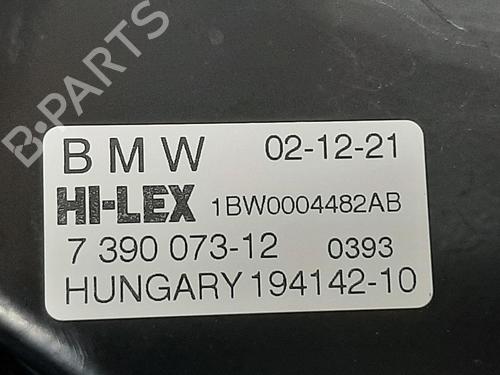 B-PARTS
BMW 02-12-21
HI-LEX 1BW0004482AB
7 390 073-12 0393
HUNGARY 194142-10